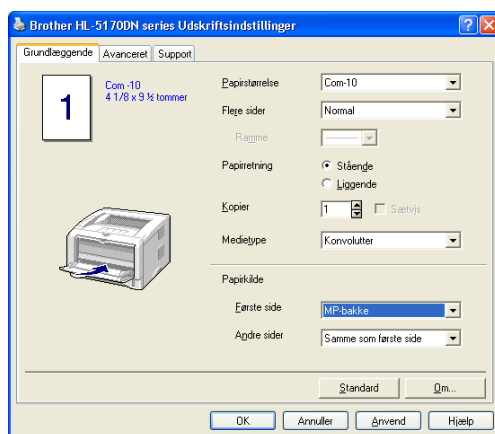 Brother HL-5170DN series Udskriftsindstillinger
Grundlæggende Avanceret Support
1
Com -10
4 1/8 x 9 ½ tommer
Papirstørrelse Com-10
Flere sider Normal
Ramme
Papirretning Stående
Liggende
Kopier 1 Sætvis
Medietype Konvolutter
Papirkilde
Første side MP-bakke
Andre sider Samme som første side
Standard Om...
OK Annuller Anvend Hjælp